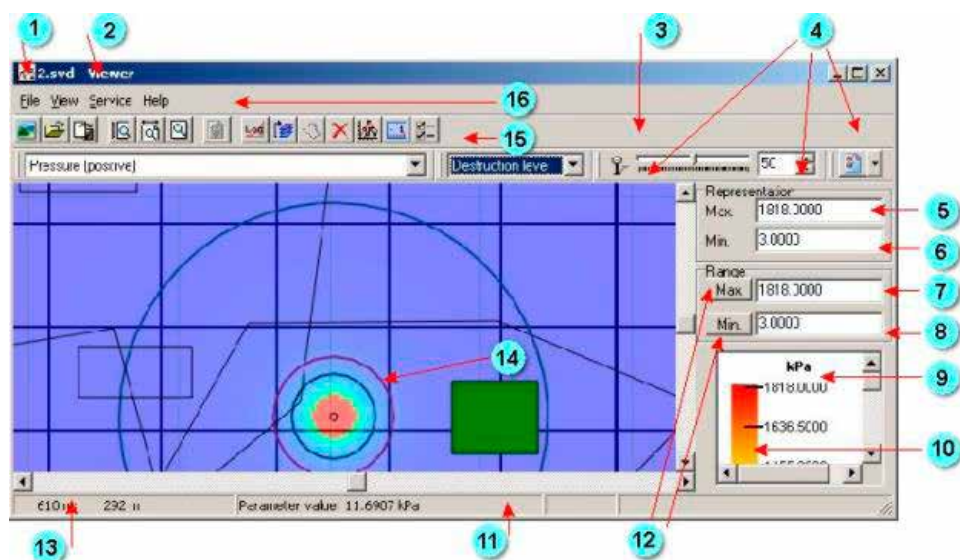 1
2
3
4
2.svd Viewer
File View Service Help
16
15
Pressure (positive)
Destruction level
50
Representation
Max. 1818.0000
5
Min. 3.0000
6
Range
Max 1818.0000
7
Min. 3.0000
8
14
kPa
9
1818.0000
1636.5000
10
610 m 292 m
Parameter value 11.6907 kPa
13
11
12